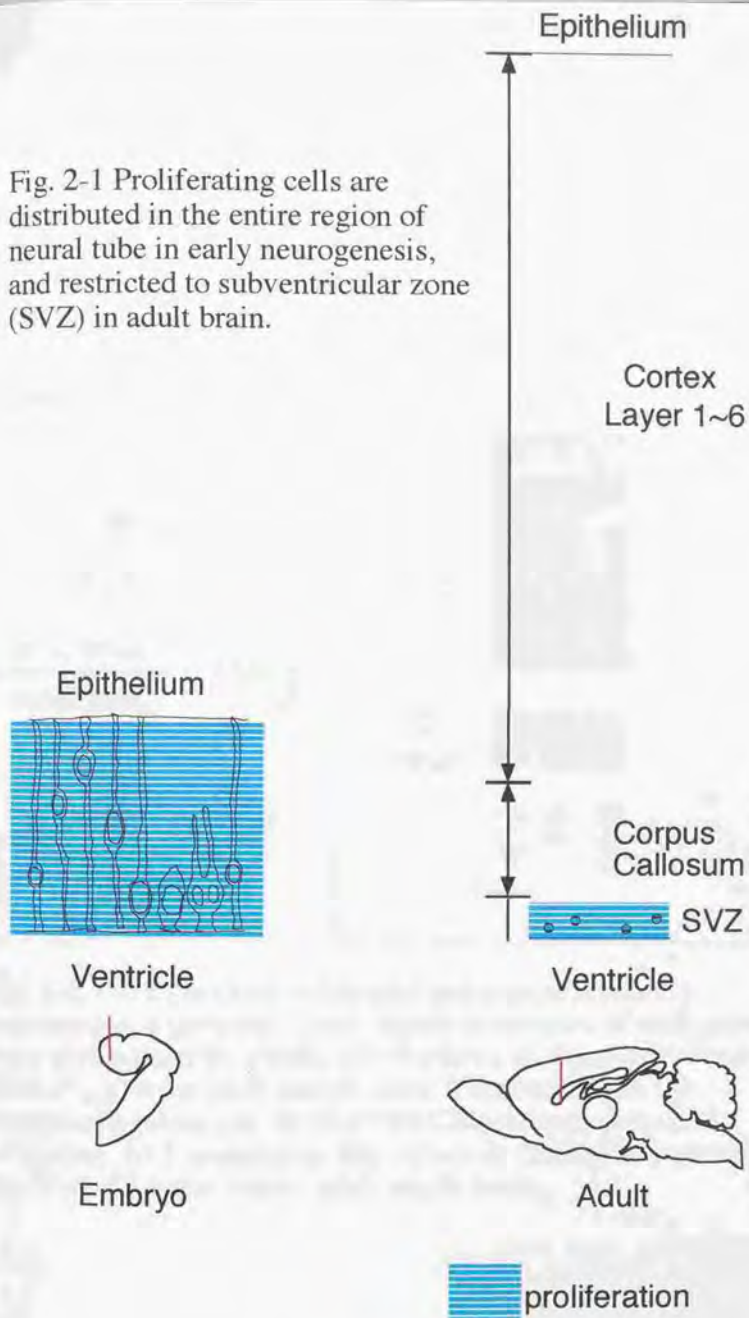 Epithelium
Fig. 2-1 Proliferating cells are
distributed in the entire region of
neural tube in early neurogenesis,
and restricted to subventricular zone
(SVZ) in adult brain.
Cortex
Layer 1~6
Epithelium
Corpus
Callosum
SVZ
Ventricle
Ventricle
Embryo
Adult
proliferation